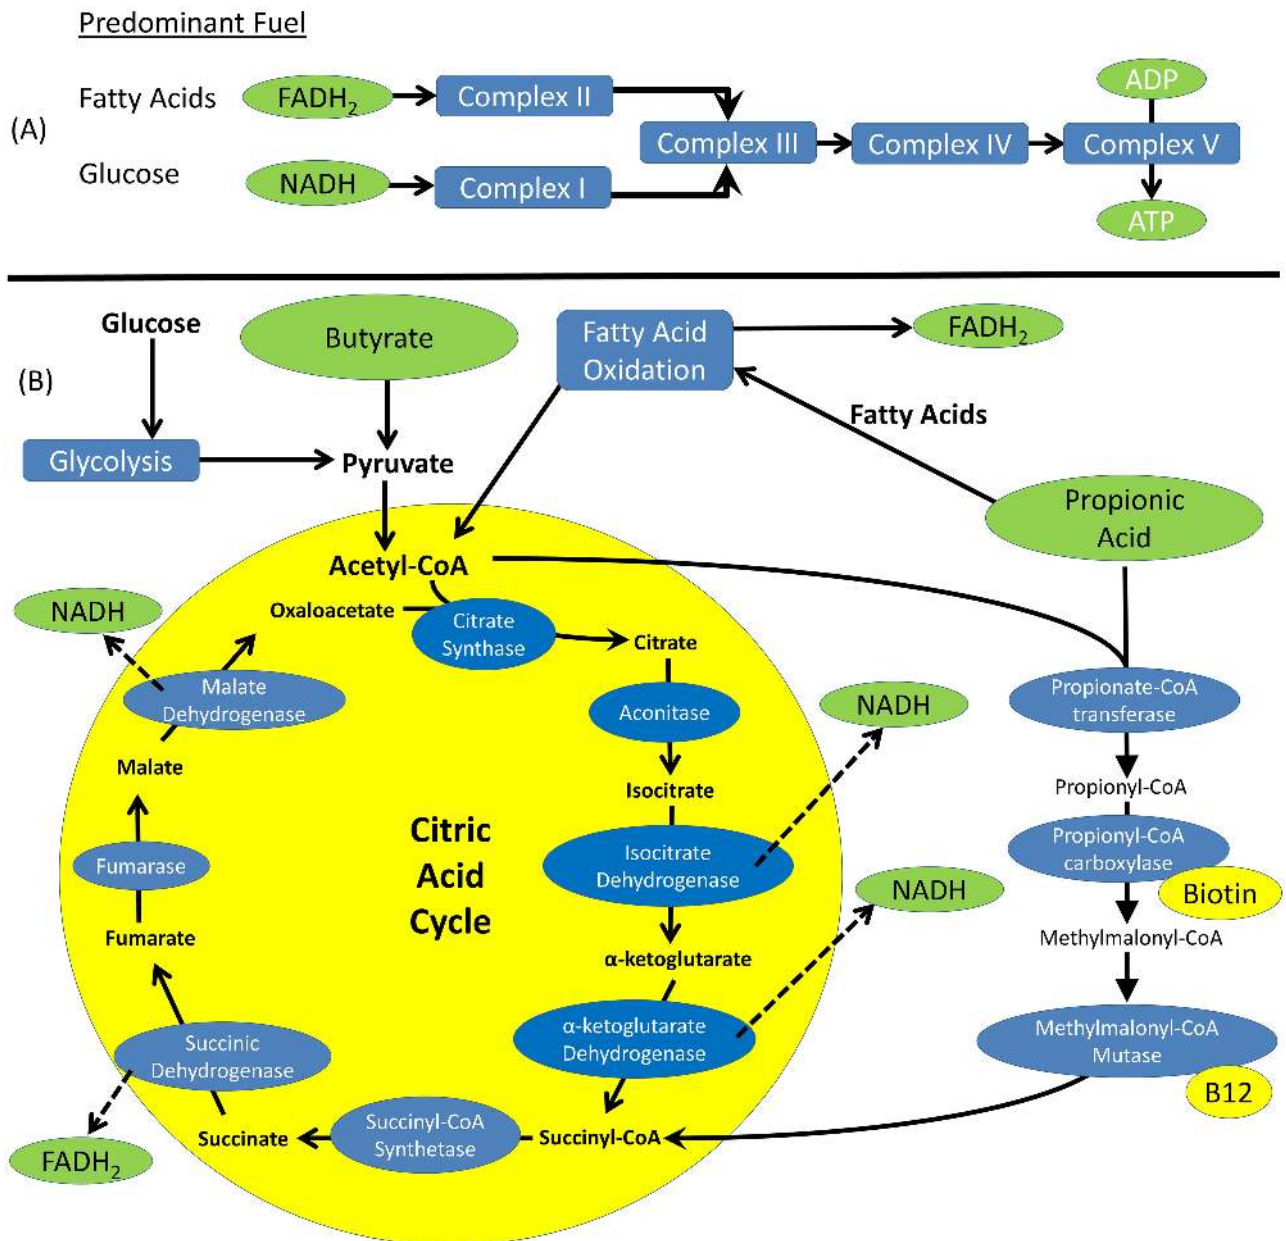 Predominant Fuel
(A)
Fatty Acids
FADH₂
Complex II
Glucose
NADH
Complex I
Complex III
Complex IV
ADP
Complex V
ATP
(B)
Glucose
Glycolysis
Butyrate
Pyruvate
Fatty Acid
Oxidation
FADH₂
Fatty Acids
Propionic
Acid
Acetyl-CoA
Oxaloacetate
Citrate
Synthase
Citrate
Aconitase
Isocitrate
Isocitrate
Dehydrogenase
NADH
α-ketoglutarate
α-ketoglutarate
Dehydrogenase
NADH
Succinyl-CoA
Succinyl-CoA
Synthetase
Succinate
Succinic
Dehydrogenase
FADH₂
Fumarate
Fumarase
Malate
Malate
Dehydrogenase
NADH
Citric
Acid
Cycle
Propionate-CoA
transferase
Propionyl-CoA
Propionyl-CoA
carboxylase
Biotin
Methylmalonyl-CoA
Methylmalonyl-CoA
Mutase
B12